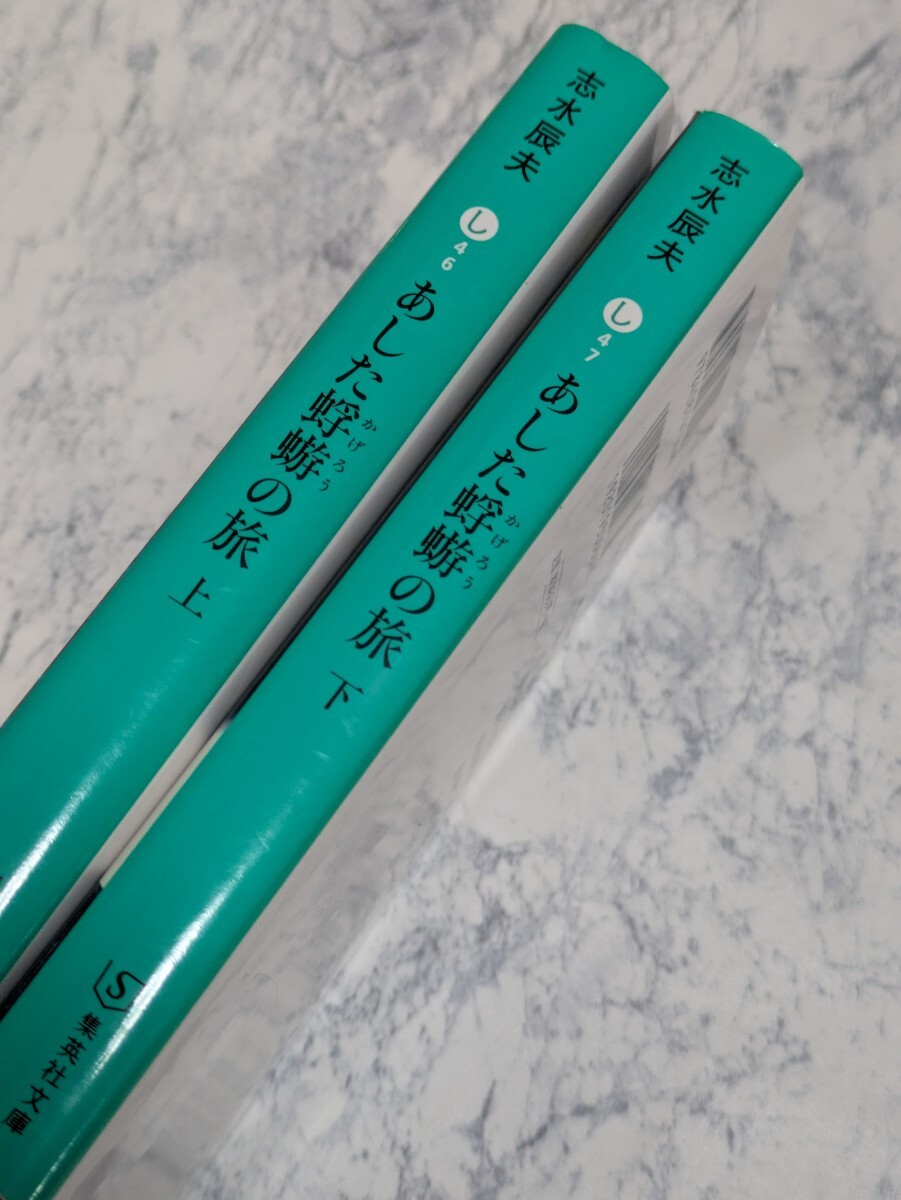 志水辰夫
し
46
あした蜉蝣の旅 上
かげろう
志水辰夫
し
47
あした蜉蝣の旅 下
かげろう
S
集英社文庫